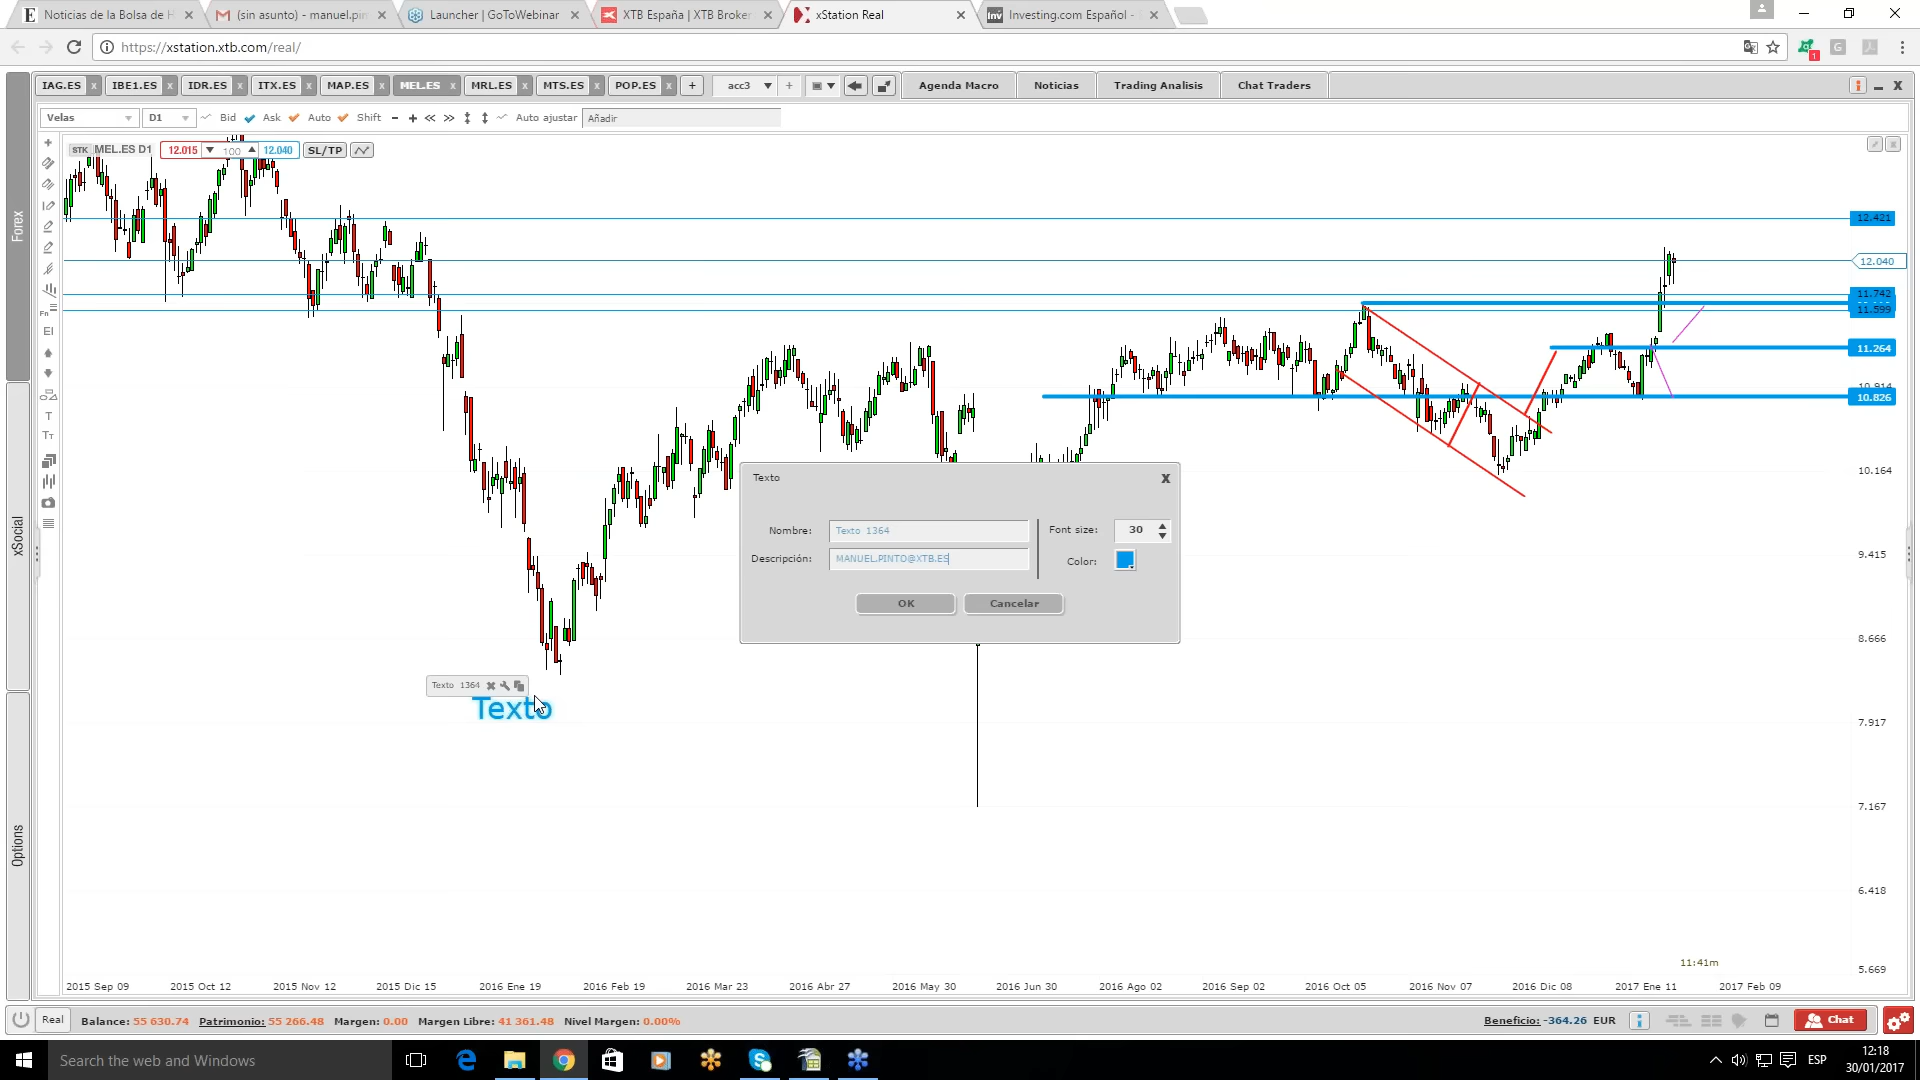 Noticias de la Bolsa de H
(sin asunto) - manuel.pin
Launcher | GoToWebinar
XTB España | XTB Broker
xStation Real
Investing.com Español -
https://xstation.xtb.com/real/
IAG.ES x IBE1.ES x IDR.ES x ITX.ES x MAP.ES x MEL.ES x MRL.ES x MTS.ES x POP.ES x + acc3 + Agenda Macro Noticias Trading Analisis Chat Traders
Velas D1 Bid Ask Auto Shift Auto ajustar Añadir
STK MEL.ES D1 12.015 100 12.040 SL/TP
Forex
xSocial
Options
12.421
12.040
11.742
11.599
11.264
10.914
10.826
10.164
9.415
8.666
7.917
7.167
6.418
5.669
Texto X
Nombre: Texto 1364 Font size: 30
Descripción: MANUEL.PINTO@XTB.ES Color:
OK Cancelar
Texto 1364
Texto
11:41m
2015 Sep 09 2015 Oct 12 2015 Nov 12 2015 Dic 15 2016 Ene 19 2016 Feb 19 2016 Mar 23 2016 Abr 27 2016 May 30 2016 Jun 30 2016 Ago 02 2016 Sep 02 2016 Oct 05 2016 Nov 07 2016 Dic 08 2017 Ene 11 2017 Feb 09
Real Balance: 55 630.74 Patrimonio: 55 266.48 Margen: 0.00 Margen Libre: 41 361.48 Nivel Margen: 0.00% Beneficio: -364.26 EUR Chat
Search the web and Windows
ESP
12:18
30/01/2017